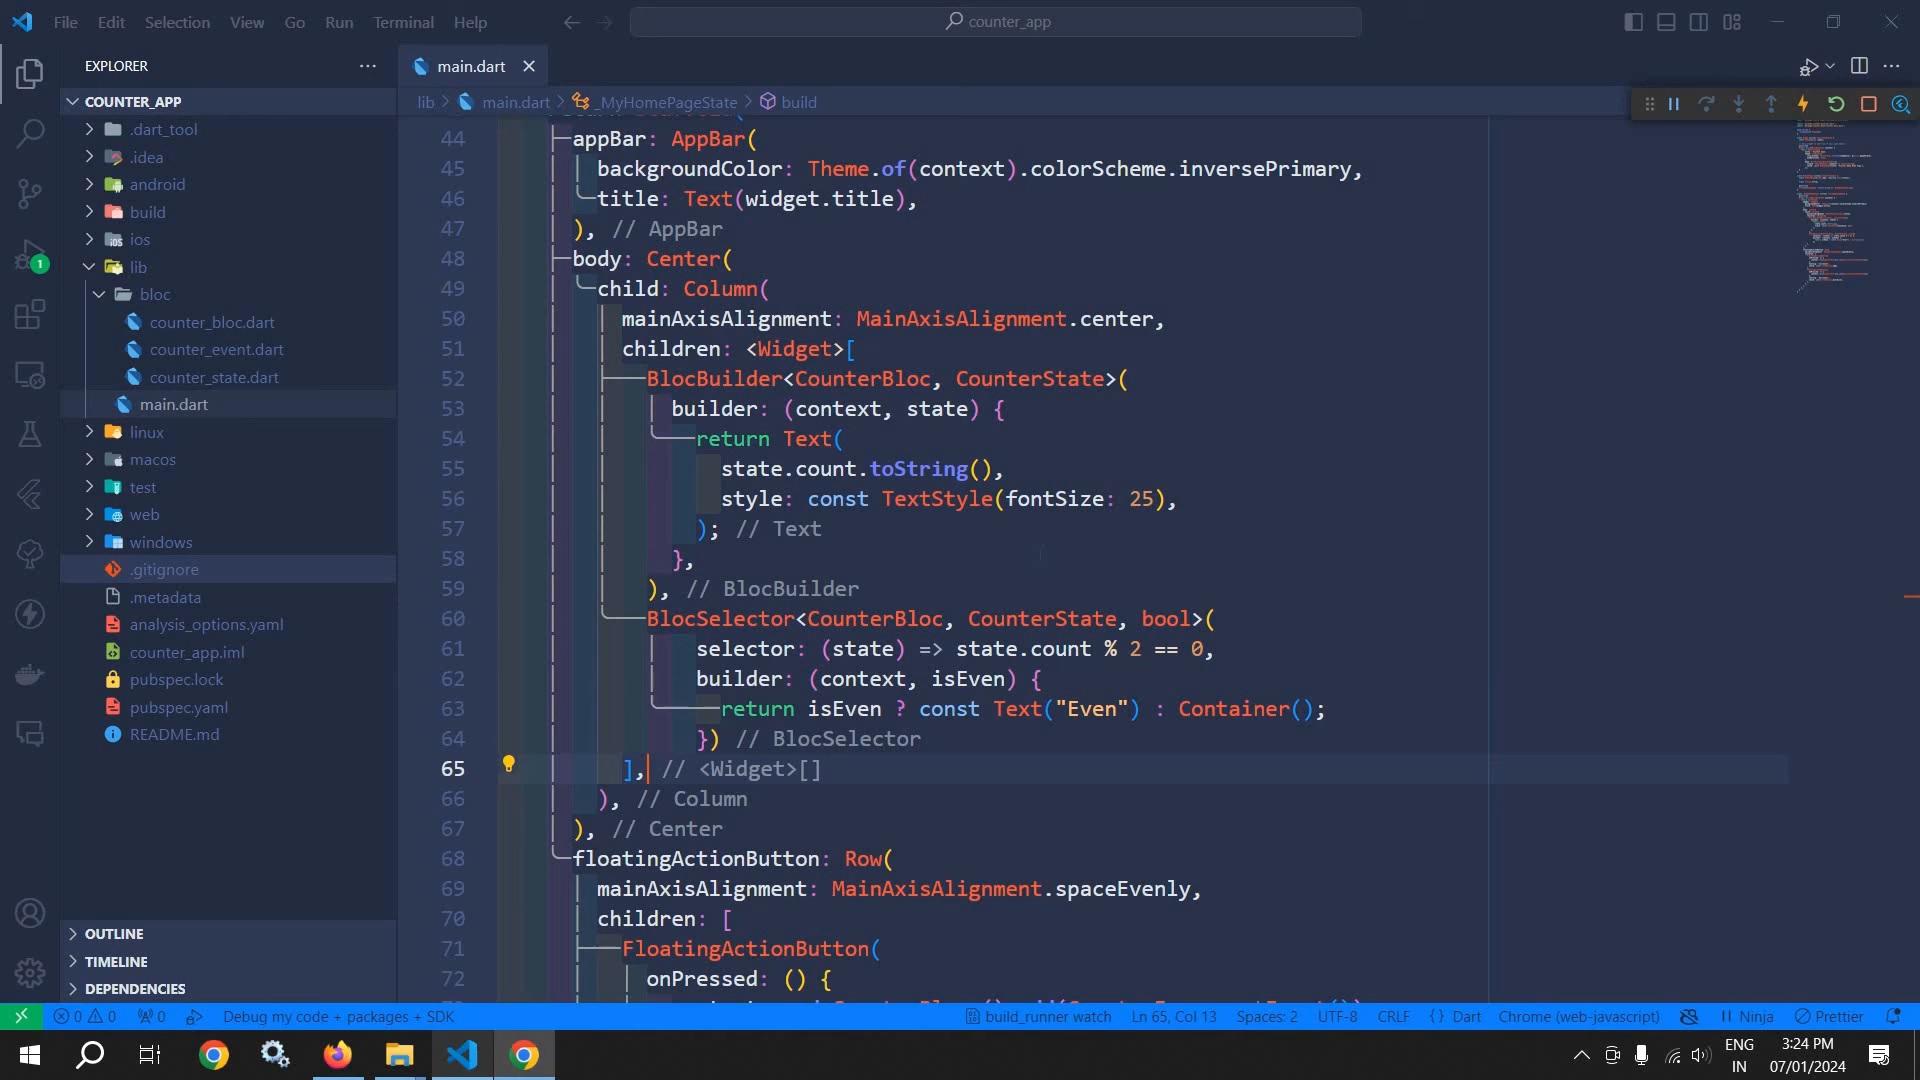 File Edit Selection View Go Run Terminal Help
counter_app
EXPLORER
COUNTER_APP
.dart_tool
.idea
android
build
ios
lib
bloc
counter_bloc.dart
counter_event.dart
counter_state.dart
main.dart
linux
macos
test
web
windows
.gitignore
.metadata
analysis_options.yaml
counter_app.iml
pubspec.lock
pubspec.yaml
README.md
OUTLINE
TIMELINE
DEPENDENCIES
main.dart
lib > main.dart > _MyHomePageState > build
44 appBar: AppBar(
45 backgroundColor: Theme.of(context).colorScheme.inversePrimary,
46 title: Text(widget.title),
47 ), // AppBar
48 body: Center(
49 child: Column(
50 mainAxisAlignment: MainAxisAlignment.center,
51 children: <Widget>[
52 BlocBuilder<CounterBloc, CounterState>(
53 builder: (context, state) {
54 return Text(
55 state.count.toString(),
56 style: const TextStyle(fontSize: 25),
57 ); // Text
58 },
59 ), // BlocBuilder
60 BlocSelector<CounterBloc, CounterState, bool>(
61 selector: (state) => state.count % 2 == 0,
62 builder: (context, isEven) {
63 return isEven ? const Text("Even") : Container();
64 }) // BlocSelector
65 ], // <Widget>[]
66 ), // Column
67 ), // Center
68 floatingActionButton: Row(
69 mainAxisAlignment: MainAxisAlignment.spaceEvenly,
70 children: [
71 FloatingActionButton(
72 onPressed: () {
1
0 0 0 Debug my code + packages + SDK build_runner watch Ln 65, Col 13 Spaces: 2 UTF-8 CRLF { } Dart Chrome (web-javascript) Ninja Prettier
ENG
IN
3:24 PM
07/01/2024